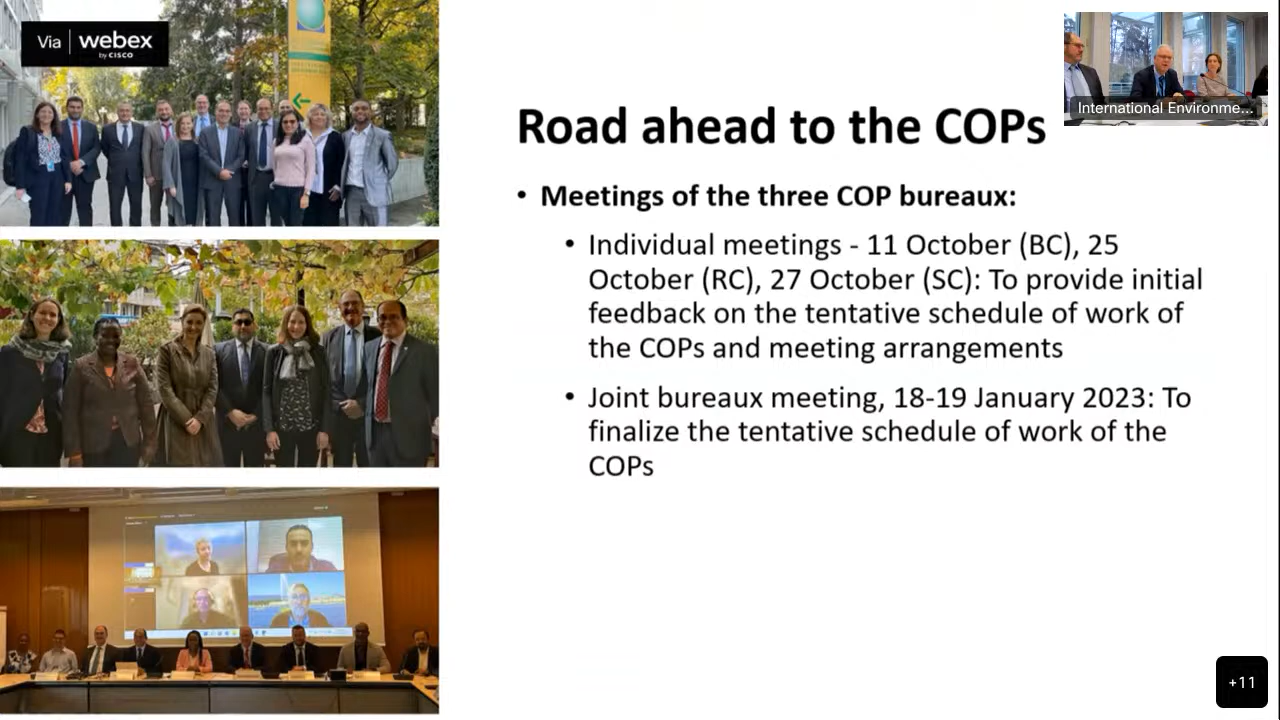 Via webex
by CISCO
International Environme...
Road ahead to the COPs
• Meetings of the three COP bureaux:
• Individual meetings - 11 October (BC), 25
October (RC), 27 October (SC): To provide initial
feedback on the tentative schedule of work of
the COPs and meeting arrangements
• Joint bureaux meeting, 18-19 January 2023: To
finalize the tentative schedule of work of the
COPs
+11